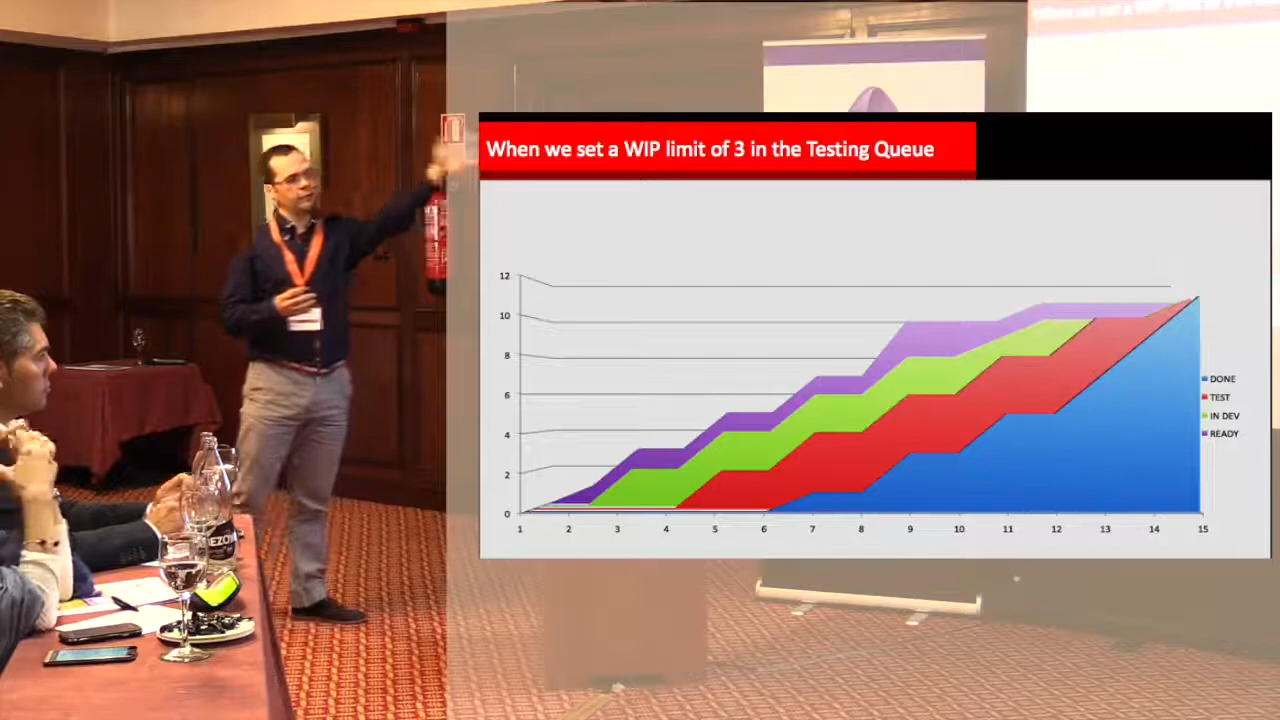 When we set a WIP limit of 3 in the Testing Queue
12
10
8
6
4
2
0
1 2 3 4 5 6 7 8 9 10 11 12 13 14 15
DONE
TEST
IN DEV
READY